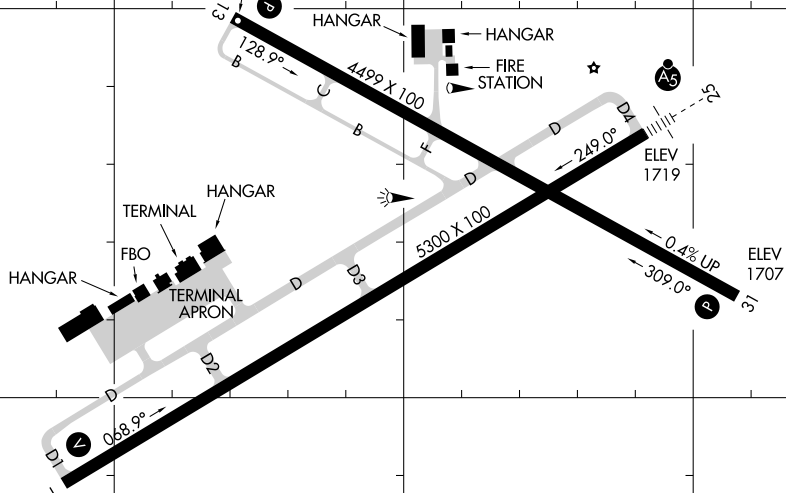 13
P
HANGAR
HANGAR
128.9°
B
4499 X 100
C
FIRE
STATION
A5
25
B
F
D
D4
249.0°
ELEV
1719
D
HANGAR
TERMINAL
5300 X 100
FBO
HANGAR
TERMINAL
APRON
D
D3
0.4% UP
309.0°
ELEV
1707
31
P
D2
D
068.9°
V
D1